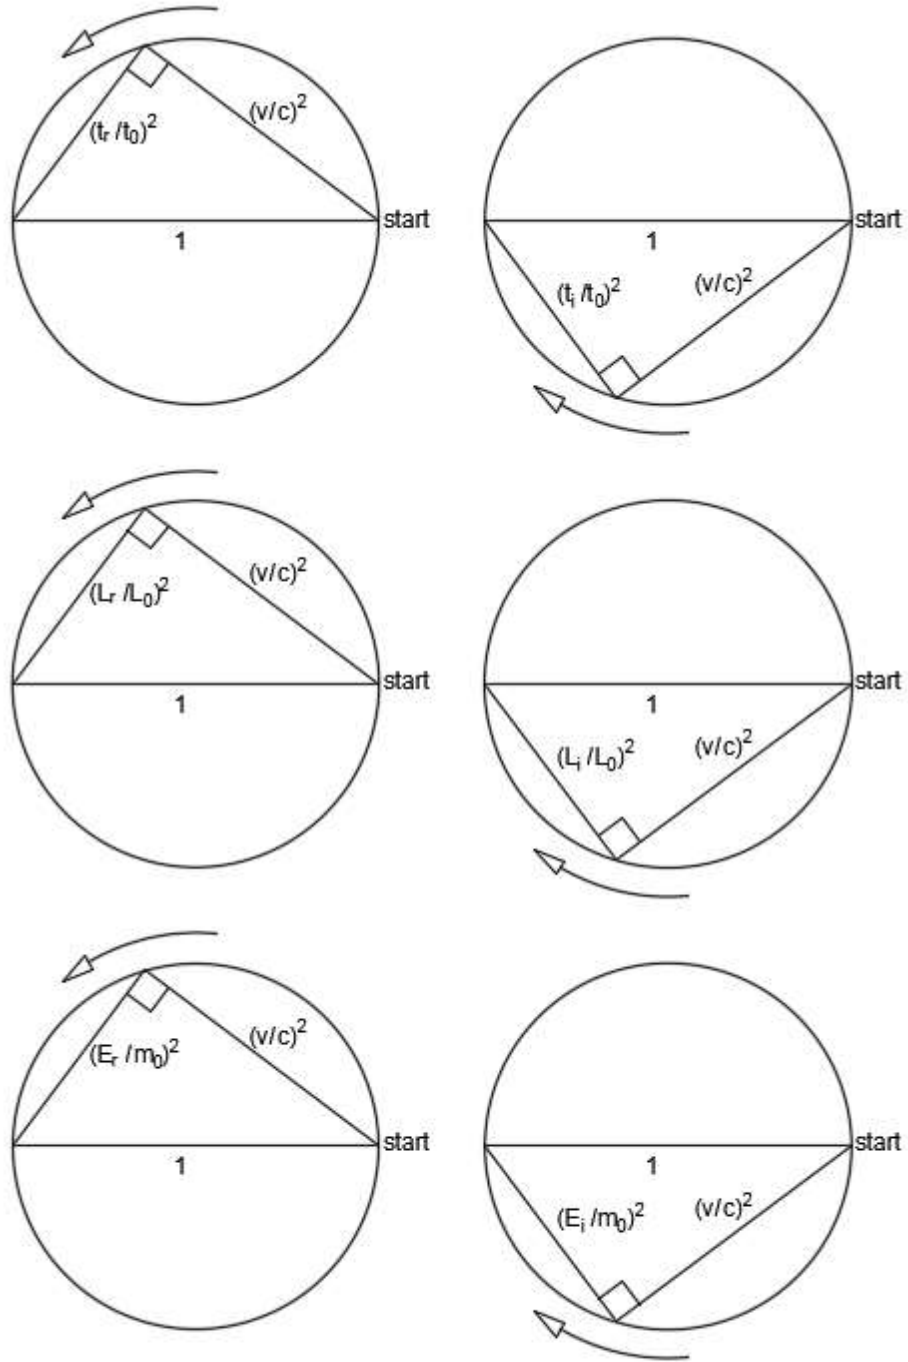 (t_r/t_0)^2 (v/c)^2
start
1
(t_i/t_0)^2 (v/c)^2
start
1
(L_r/L_0)^2 (v/c)^2
start
1
(L_i/L_0)^2 (v/c)^2
start
1
(E_r/m_0)^2 (v/c)^2
start
1
(E_i/m_0)^2 (v/c)^2
start
1